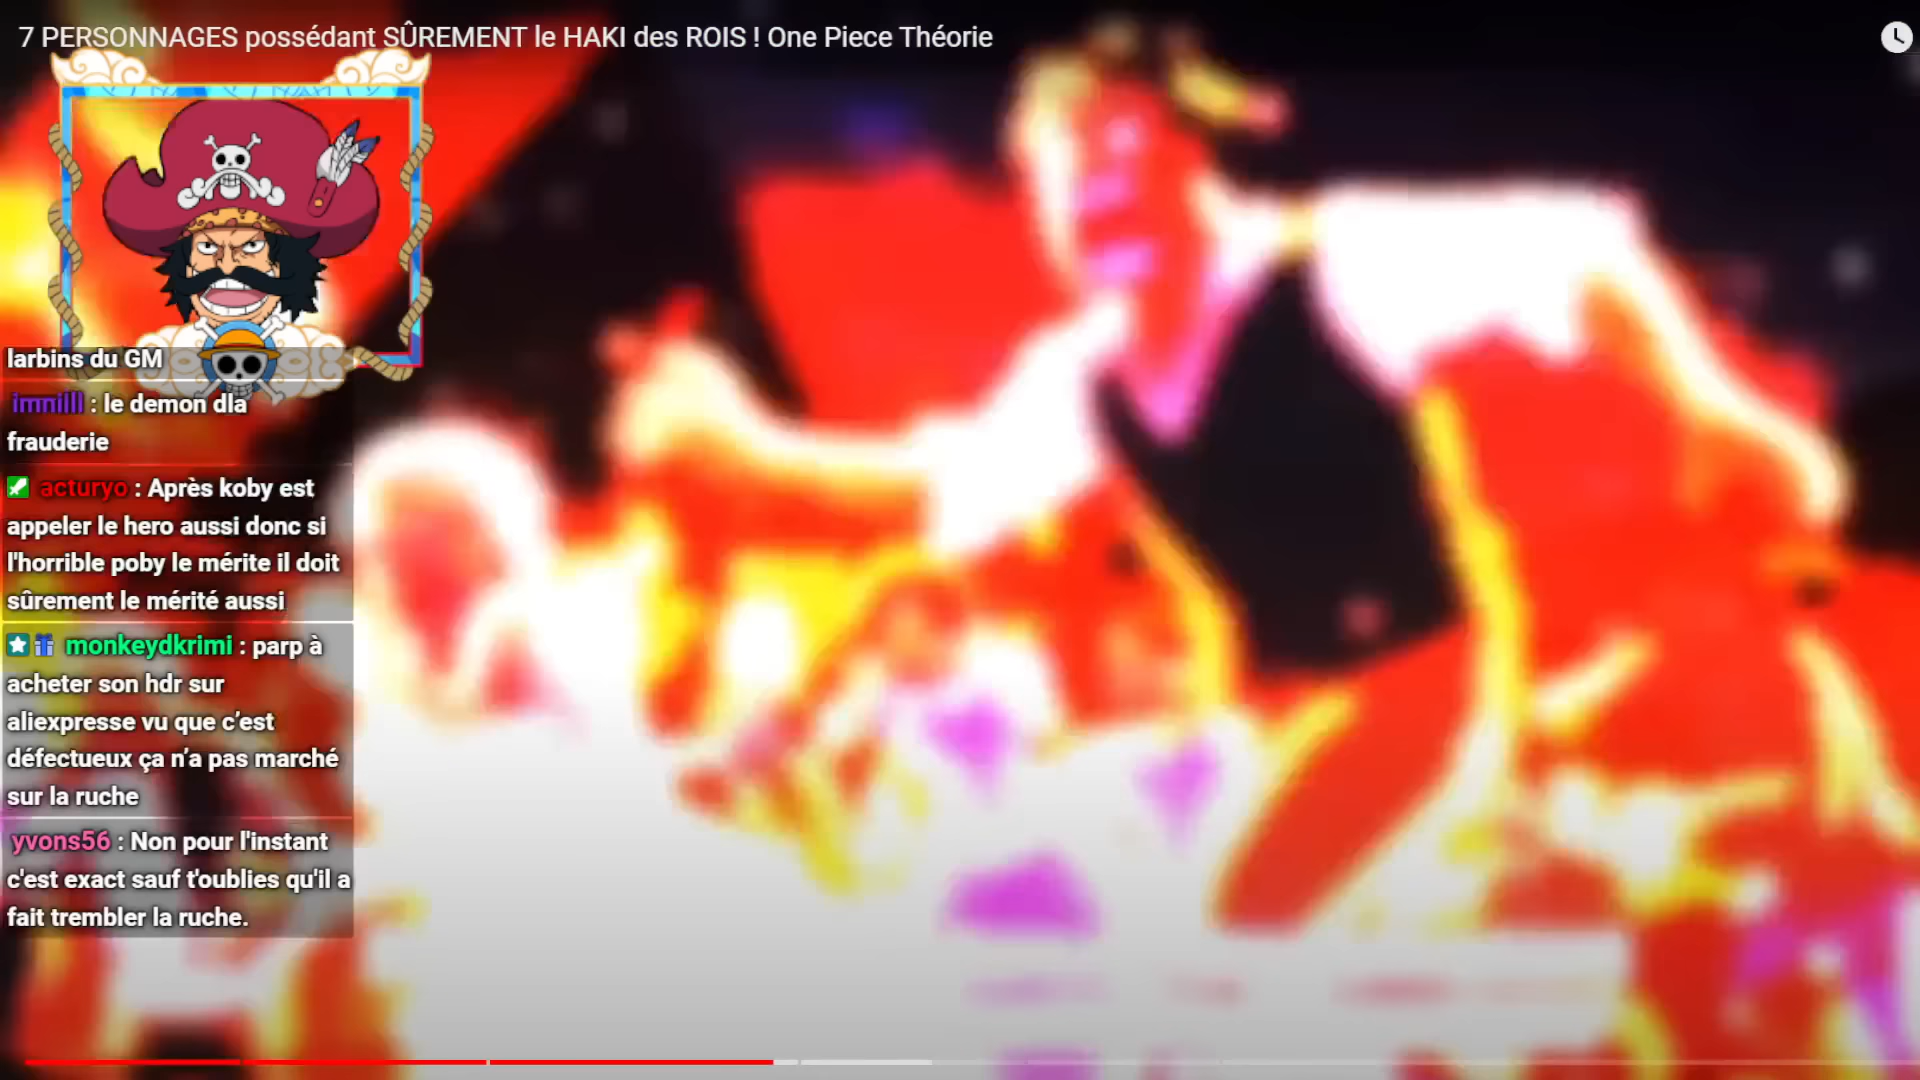 7 PERSONNAGES possédant SÛREMENT le HAKI des ROIS ! One Piece Théorie
larbins du GM
imniilll : le demon dla
frauderie
acturyo : Après koby est
appeler le hero aussi donc si
l'horrible poby le mérite il doit
sûrement le mérité aussi
monkeydkrimi : parp à
acheter son hdr sur
aliexpresse vu que c’est
défectueux ça n’a pas marché
sur la ruche
yvons56 : Non pour l'instant
c'est exact sauf t'oublies qu'il a
fait trembler la ruche.